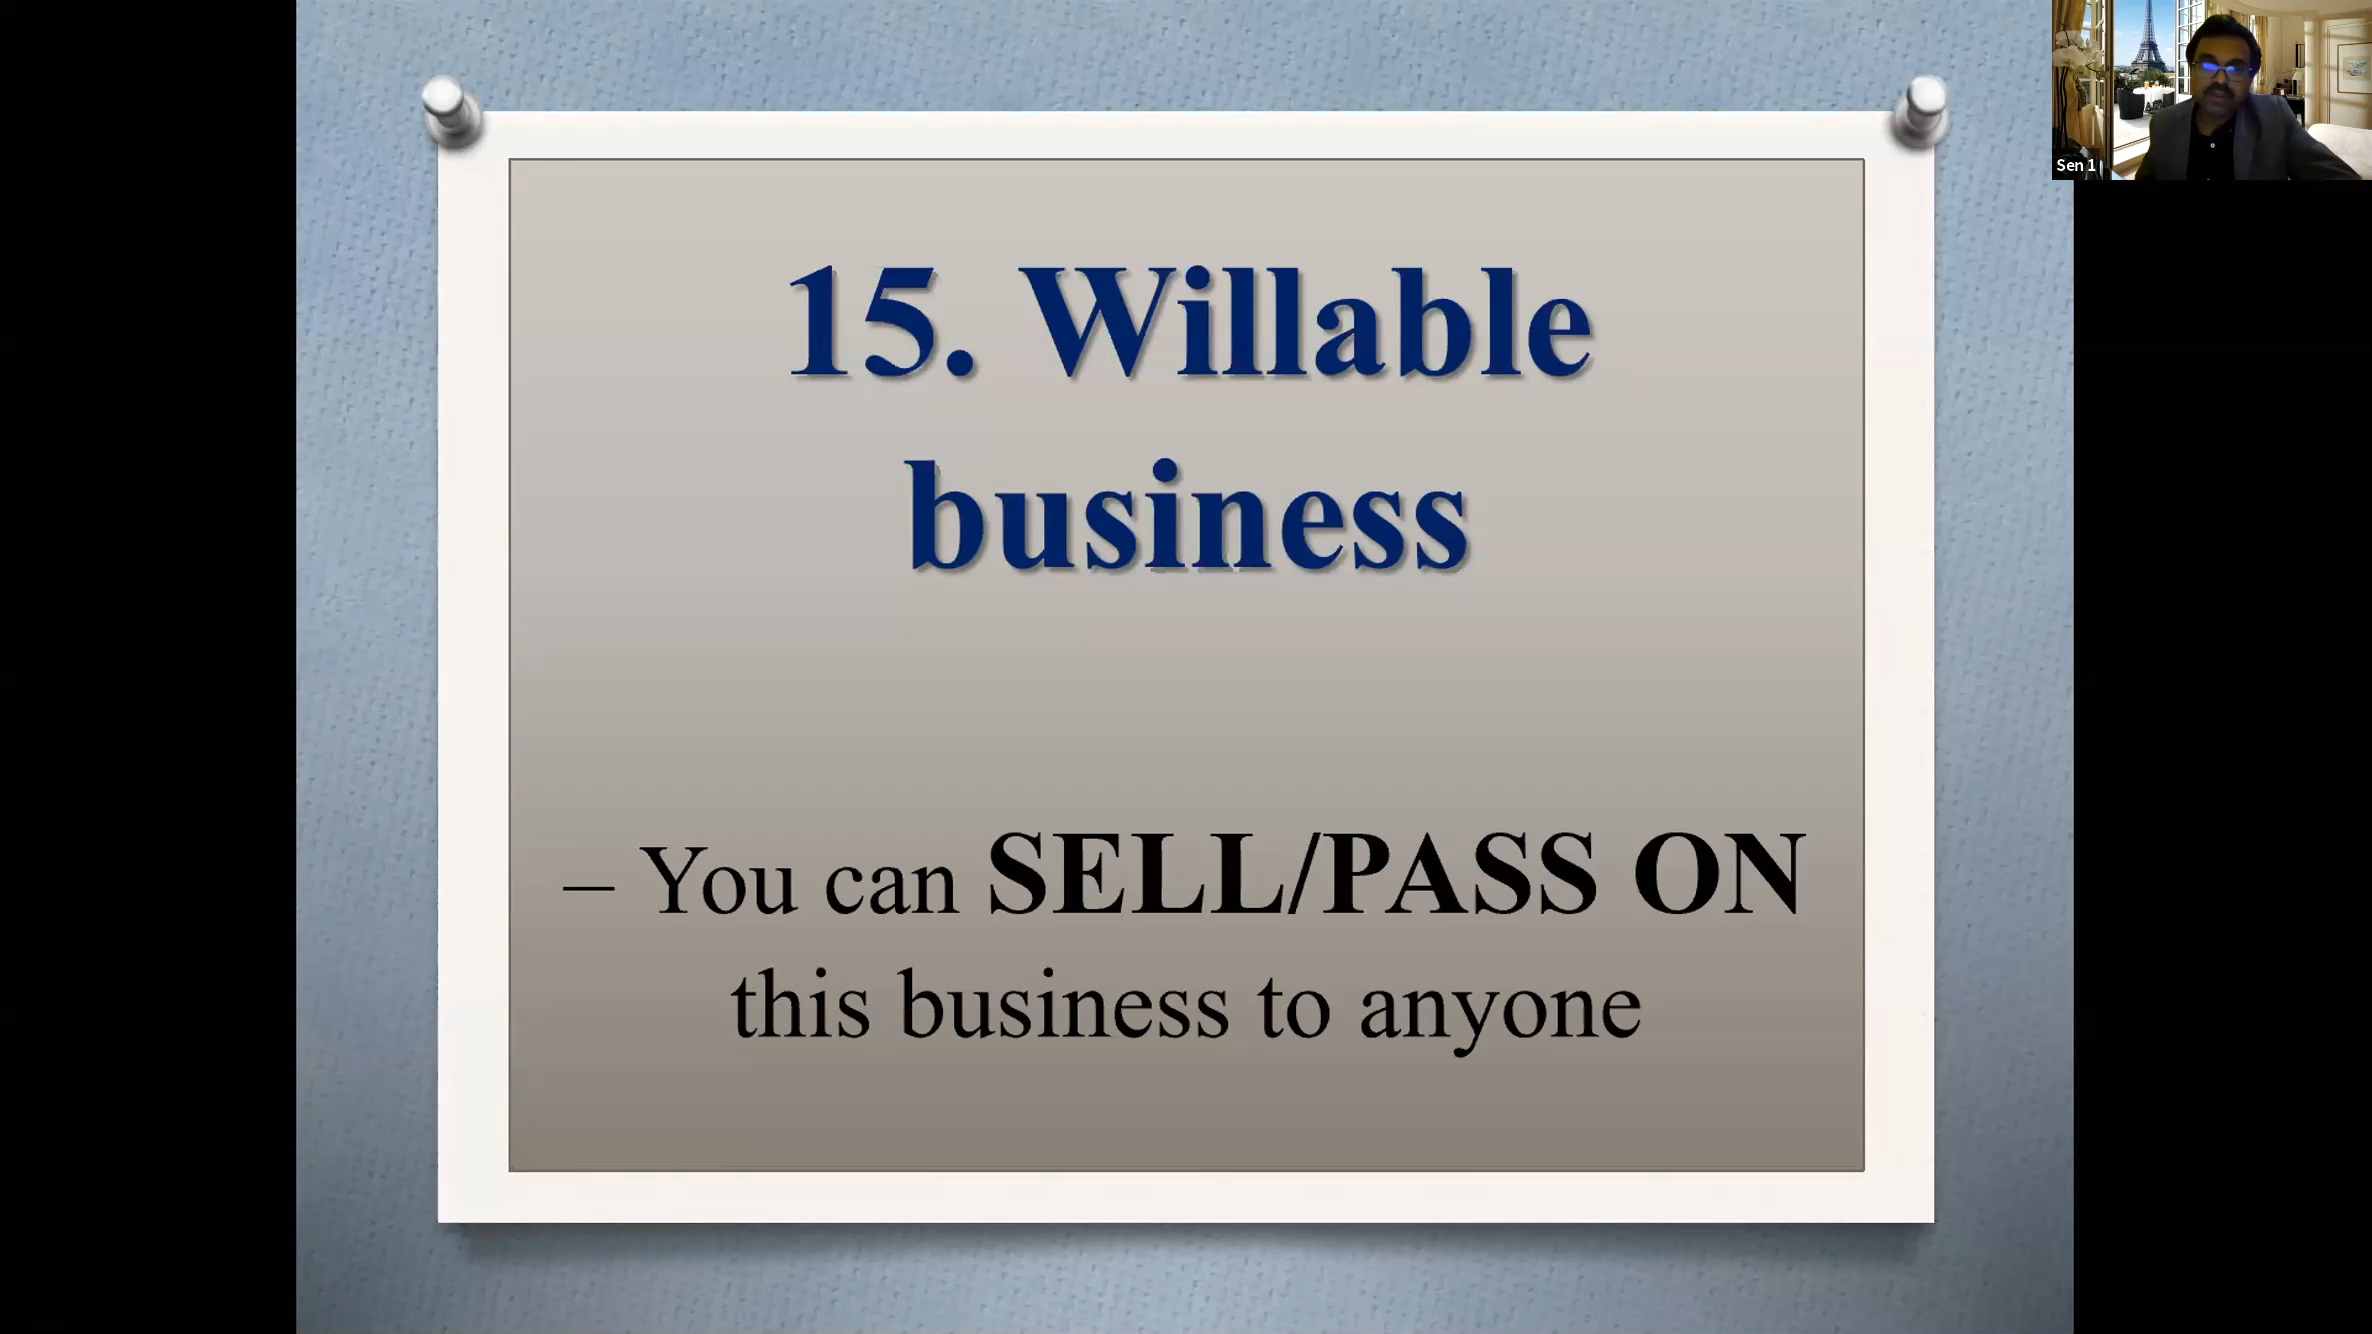 15. Willable
business
– You can SELL/PASS ON
this business to anyone
Sen 1